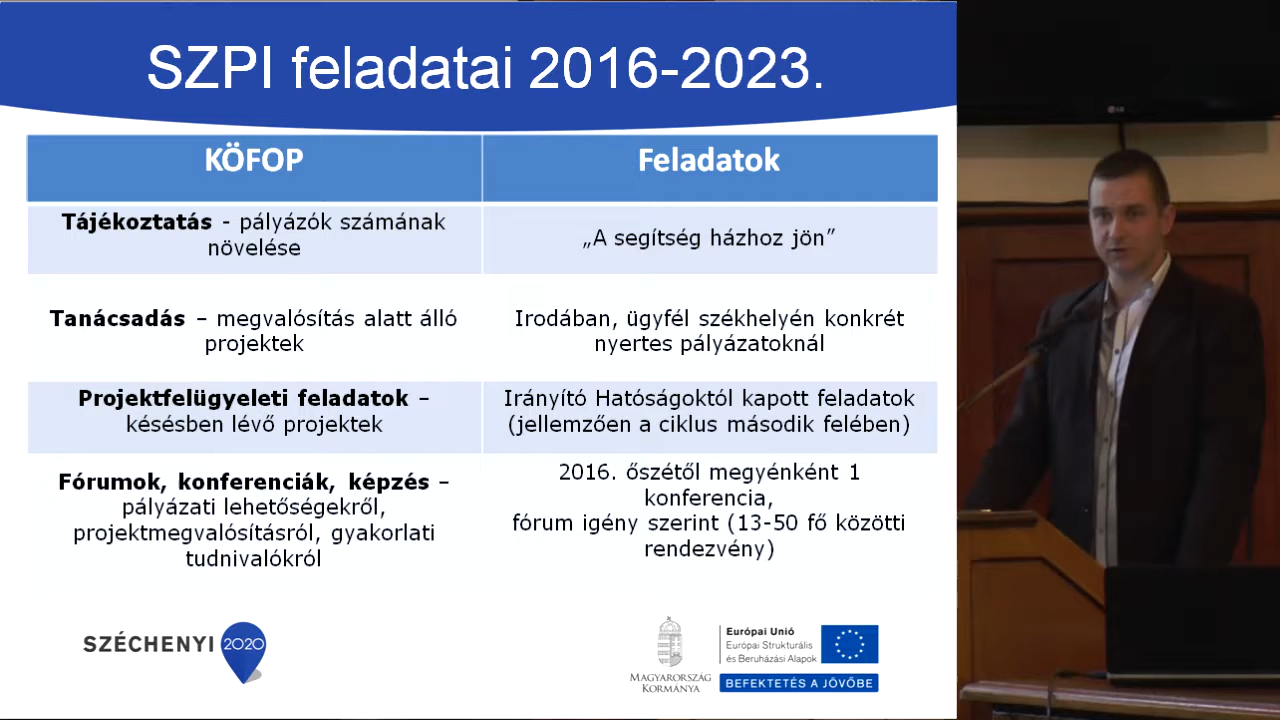 SZPI feladatai 2016-2023.
KÖFOP
Feladatok
Tájékoztatás - pályázók számának
növelése
„A segítség házhoz jön”
Tanácsadás – megvalósítás alatt álló
projektek
Irodában, ügyfél székhelyén konkrét
nyertes pályázatoknál
Projektfelügyeleti feladatok –
késésben lévő projektek
Irányító Hatóságoktól kapott feladatok
(jellemzően a ciklus második felében)
Fórumok, konferenciák, képzés –
pályázati lehetőségekről,
projektmegvalósításról, gyakorlati
tudnivalókról
2016. őszétől megyénként 1
konferencia,
fórum igény szerint (13-50 fő közötti
rendezvény)
SZÉCHENYI 2020
MAGYARORSZÁG
KORMÁNYA
Európai Unió
Európai Strukturális
és Beruházási Alapok
BEFEKTETÉS A JÖVŐBE
LG